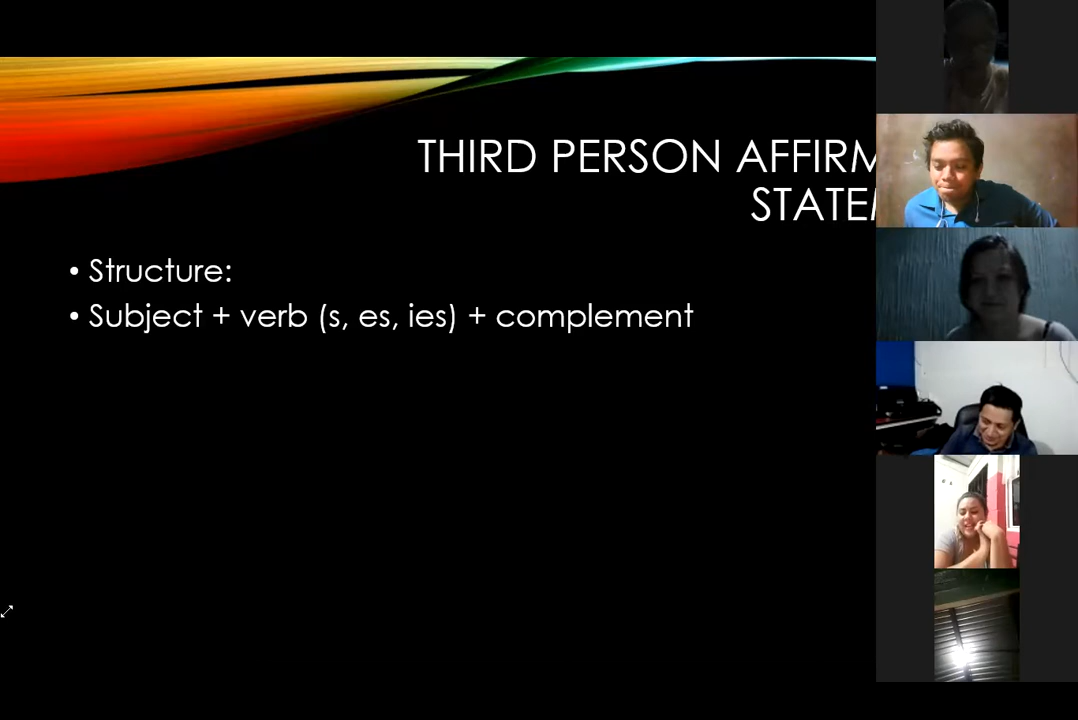 THIRD PERSON AFFIRM
STATE
• Structure:
• Subject + verb (s, es, ies) + complement